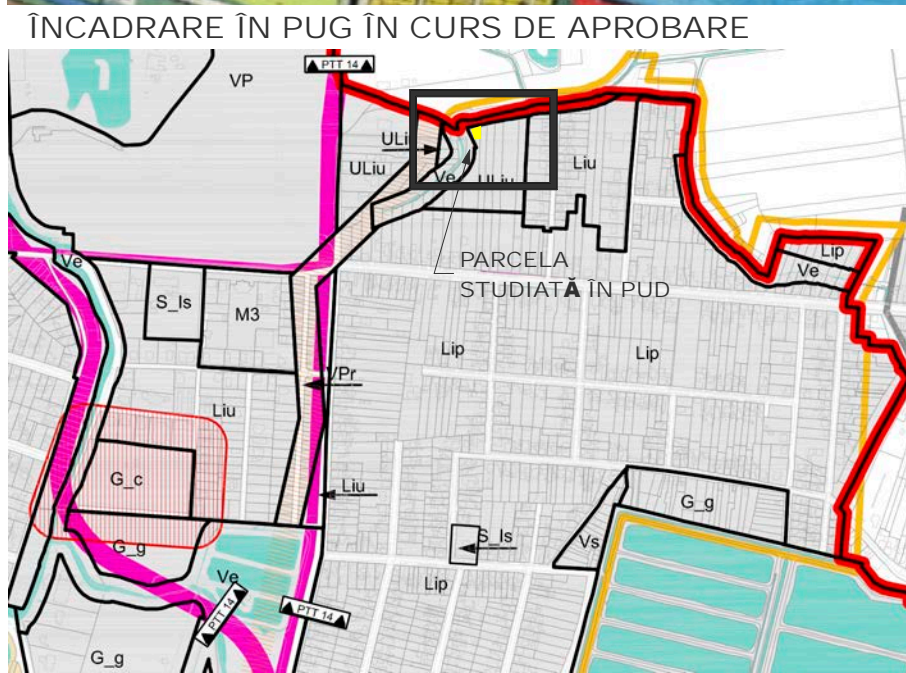 ÎNCADRARE ÎN PUG ÎN CURS DE APROBARE
PTT 14
VP
ULiu
ULiu
Ve
ULiu
Liu
PARCELA
STUDIATĂ ÎN PUD
Lip
Ve
Ve
S_Is
M3
Lip
Lip
VPr
Liu
G_c
Liu
G_g
G_g
S_Is
Vs
Ve
Lip
PTT 14
PTT 14
G_g